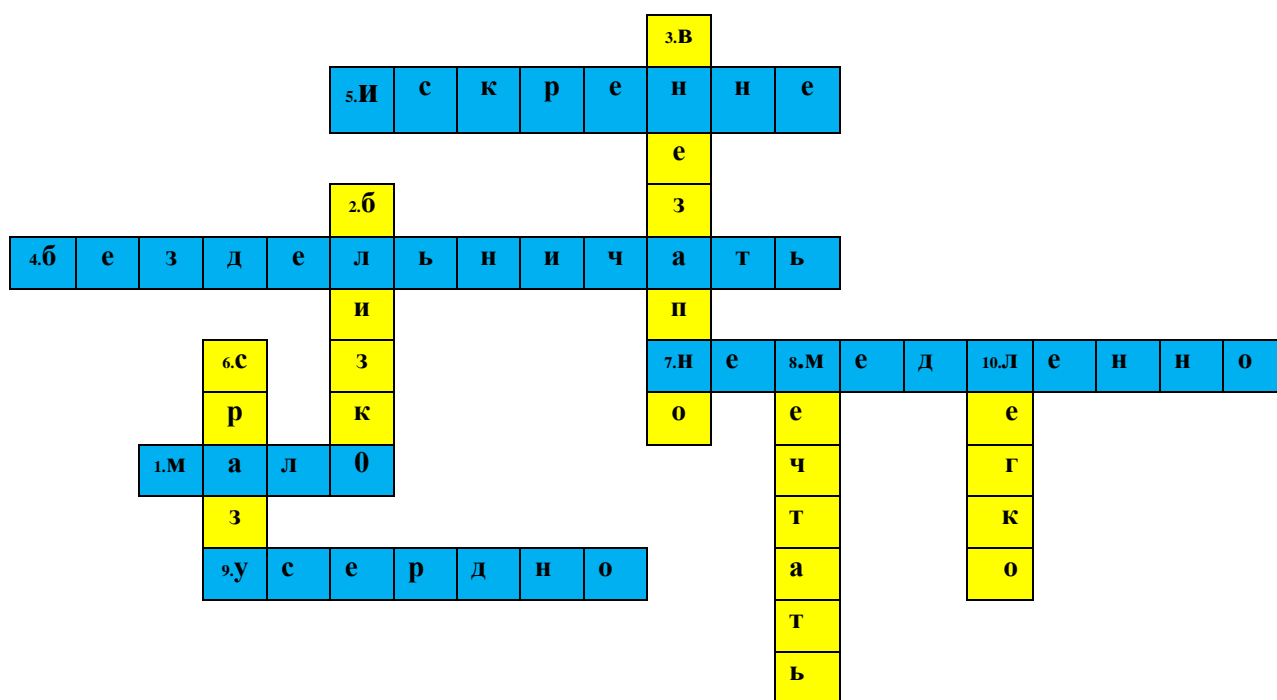 3.в
5.и с к р е н н е
е
2.б з
4.б е з д е л ь н и ч а т ь
и п
6.с з 7.н е 8.м е д 10.л е н н о
р к о е е
1.м а л 0 ч г
з т к
9.у с е р д н о а о
т
ь